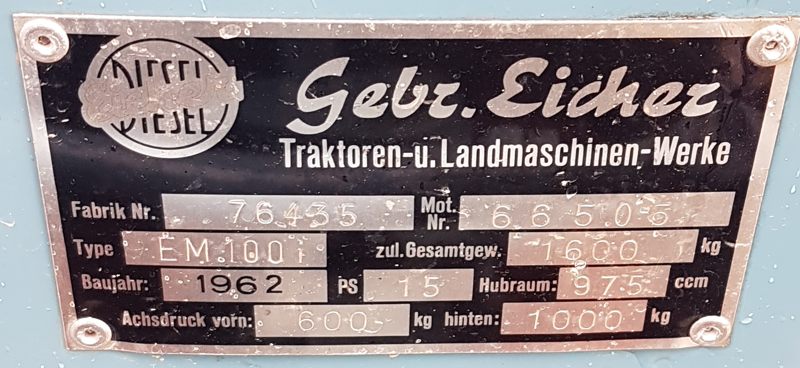 DIESEL
DIESEL
Gebr. Eicher
Traktoren-u. Landmaschinen-Werke
Fabrik Nr. 76435 Mot. Nr. 66505
Type EM 100 zul. Gesamtgew. 1600 kg
Baujahr: 1962 PS 15 Hubraum: 975 ccm
Achsdruck vorn: 600 kg hinten: 1000 kg